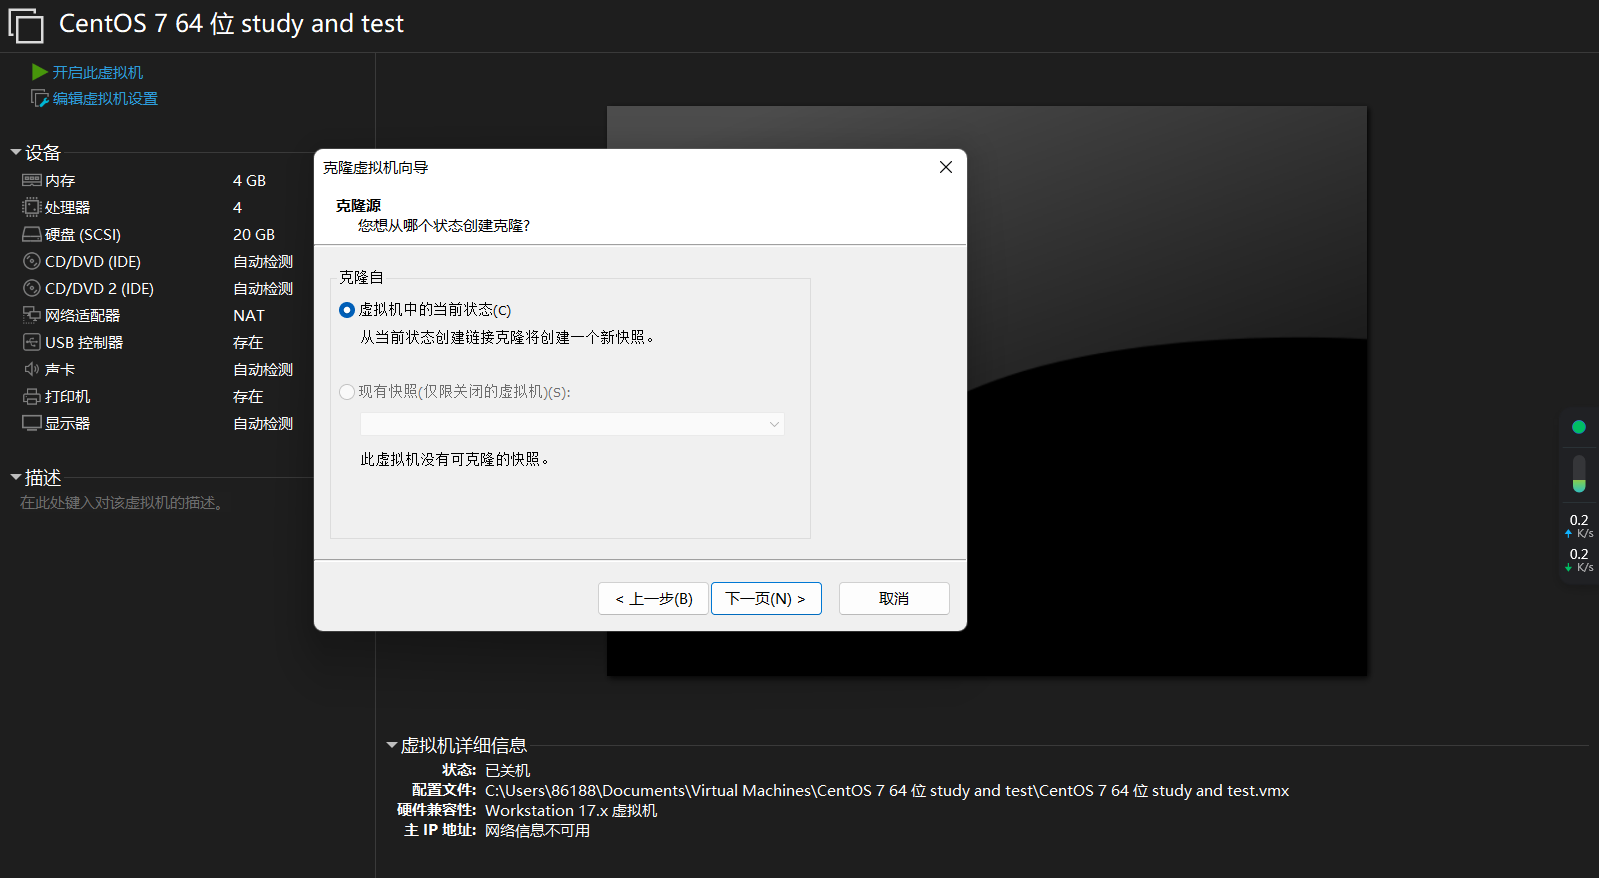 CentOS 7 64 位 study and test
开启此虚拟机
编辑虚拟机设置
设备
内存 4 GB
处理器 4
硬盘 (SCSI) 20 GB
CD/DVD (IDE) 自动检测
CD/DVD 2 (IDE) 自动检测
网络适配器 NAT
USB 控制器 存在
声卡 自动检测
打印机 存在
显示器 自动检测
描述
在此处键入对该虚拟机的描述。
克隆虚拟机向导
克隆源
您想从哪个状态创建克隆?
克隆自
虚拟机中的当前状态(C)
从当前状态创建链接克隆将创建一个新快照。
现有快照(仅限关闭的虚拟机)(S):
此虚拟机没有可克隆的快照。
< 上一步(B) 下一页(N) > 取消
0.2
K/s
0.2
K/s
虚拟机详细信息
状态: 已关机
配置文件: C:\Users\86188\Documents\Virtual Machines\CentOS 7 64 位 study and test\CentOS 7 64 位 study and test.vmx
硬件兼容性: Workstation 17.x 虚拟机
主 IP 地址: 网络信息不可用